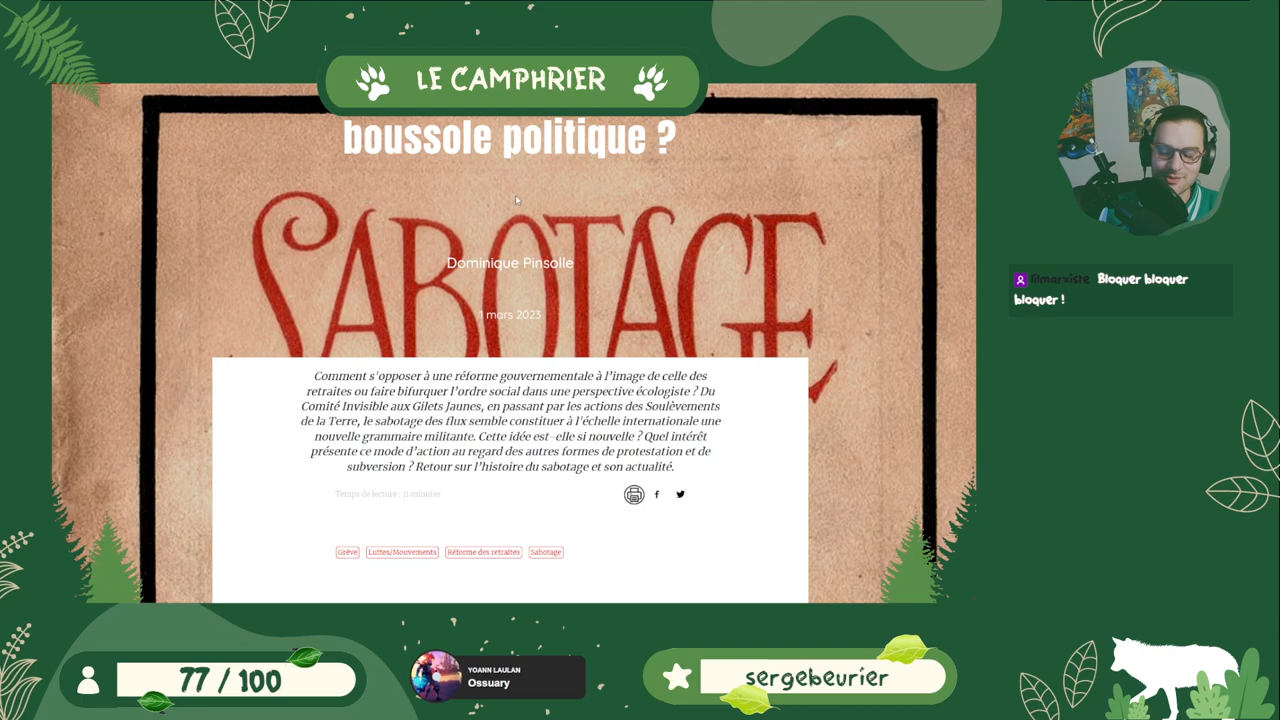 LE CAMPHRIER
boussole politique ?
SABOTAGE
Dominique Pinsolle
1 mars 2023
Comment s'opposer à une réforme gouvernementale à l'image de celle des
retraites ou faire bifurquer l'ordre social dans une perspective écologiste ? Du
Comité Invisible aux Gilets Jaunes, en passant par les actions des Soulèvements
de la Terre, le sabotage des flux semble constituer à l'échelle internationale une
nouvelle grammaire militante. Cette idée est-elle si nouvelle ? Quel intérêt
présente ce mode d'action au regard des autres formes de protestation et de
subversion ? Retour sur l'histoire du sabotage et son actualité.
Temps de lecture : 11 minutes
Grève Luttes/Mouvements Réforme des retraites Sabotage
filmarxiste Bloquer bloquer
bloquer !
77 / 100
YOANN LAULAN
Ossuary
sergebeurier